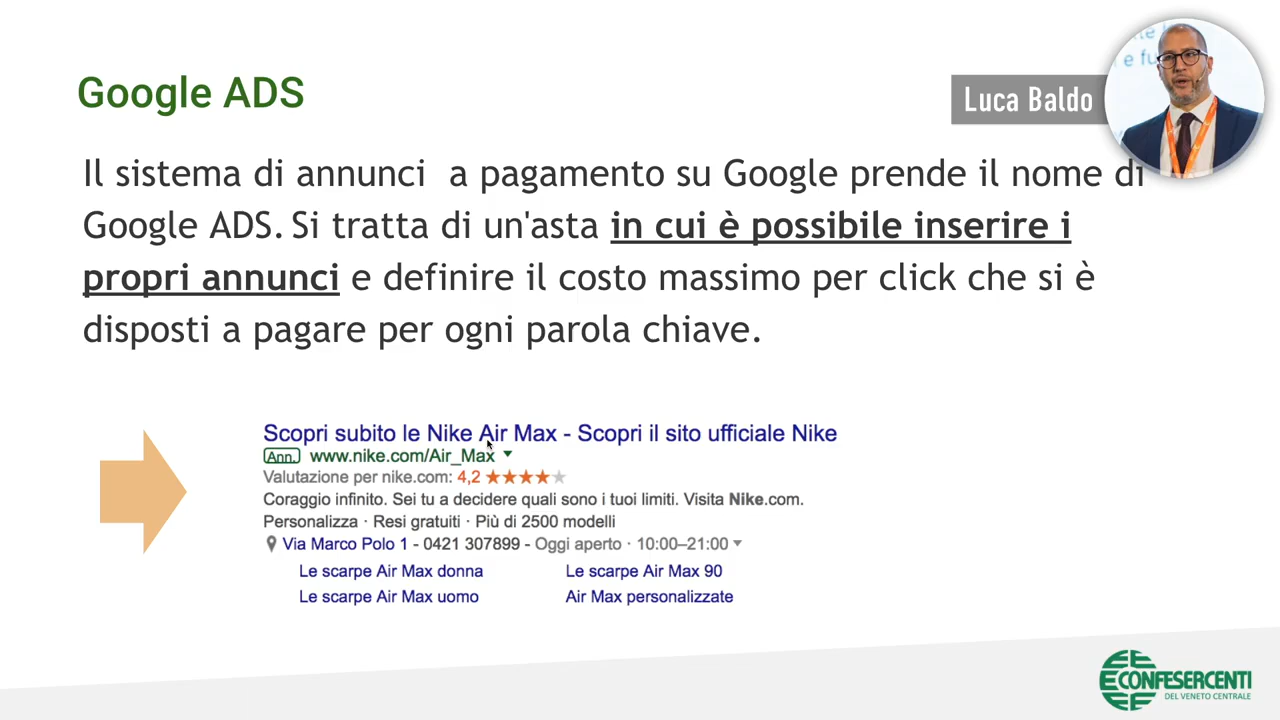 Google ADS
Luca Baldo
Il sistema di annunci a pagamento su Google prende il nome di
Google ADS. Si tratta di un'asta in cui è possibile inserire i
propri annunci e definire il costo massimo per click che si è
disposti a pagare per ogni parola chiave.
Scopri subito le Nike Air Max - Scopri il sito ufficiale Nike
Ann. www.nike.com/Air_Max
Valutazione per nike.com: 4,2 ★★★★★
Coraggio infinito. Sei tu a decidere quali sono i tuoi limiti. Visita Nike.com.
Personalizza · Resi gratuiti · Più di 2500 modelli
Via Marco Polo 1 - 0421 307899 - Oggi aperto · 10:00–21:00
Le scarpe Air Max donna Le scarpe Air Max 90
Le scarpe Air Max uomo Air Max personalizzate
CONFESERCENTI
DEL VENETO CENTRALE